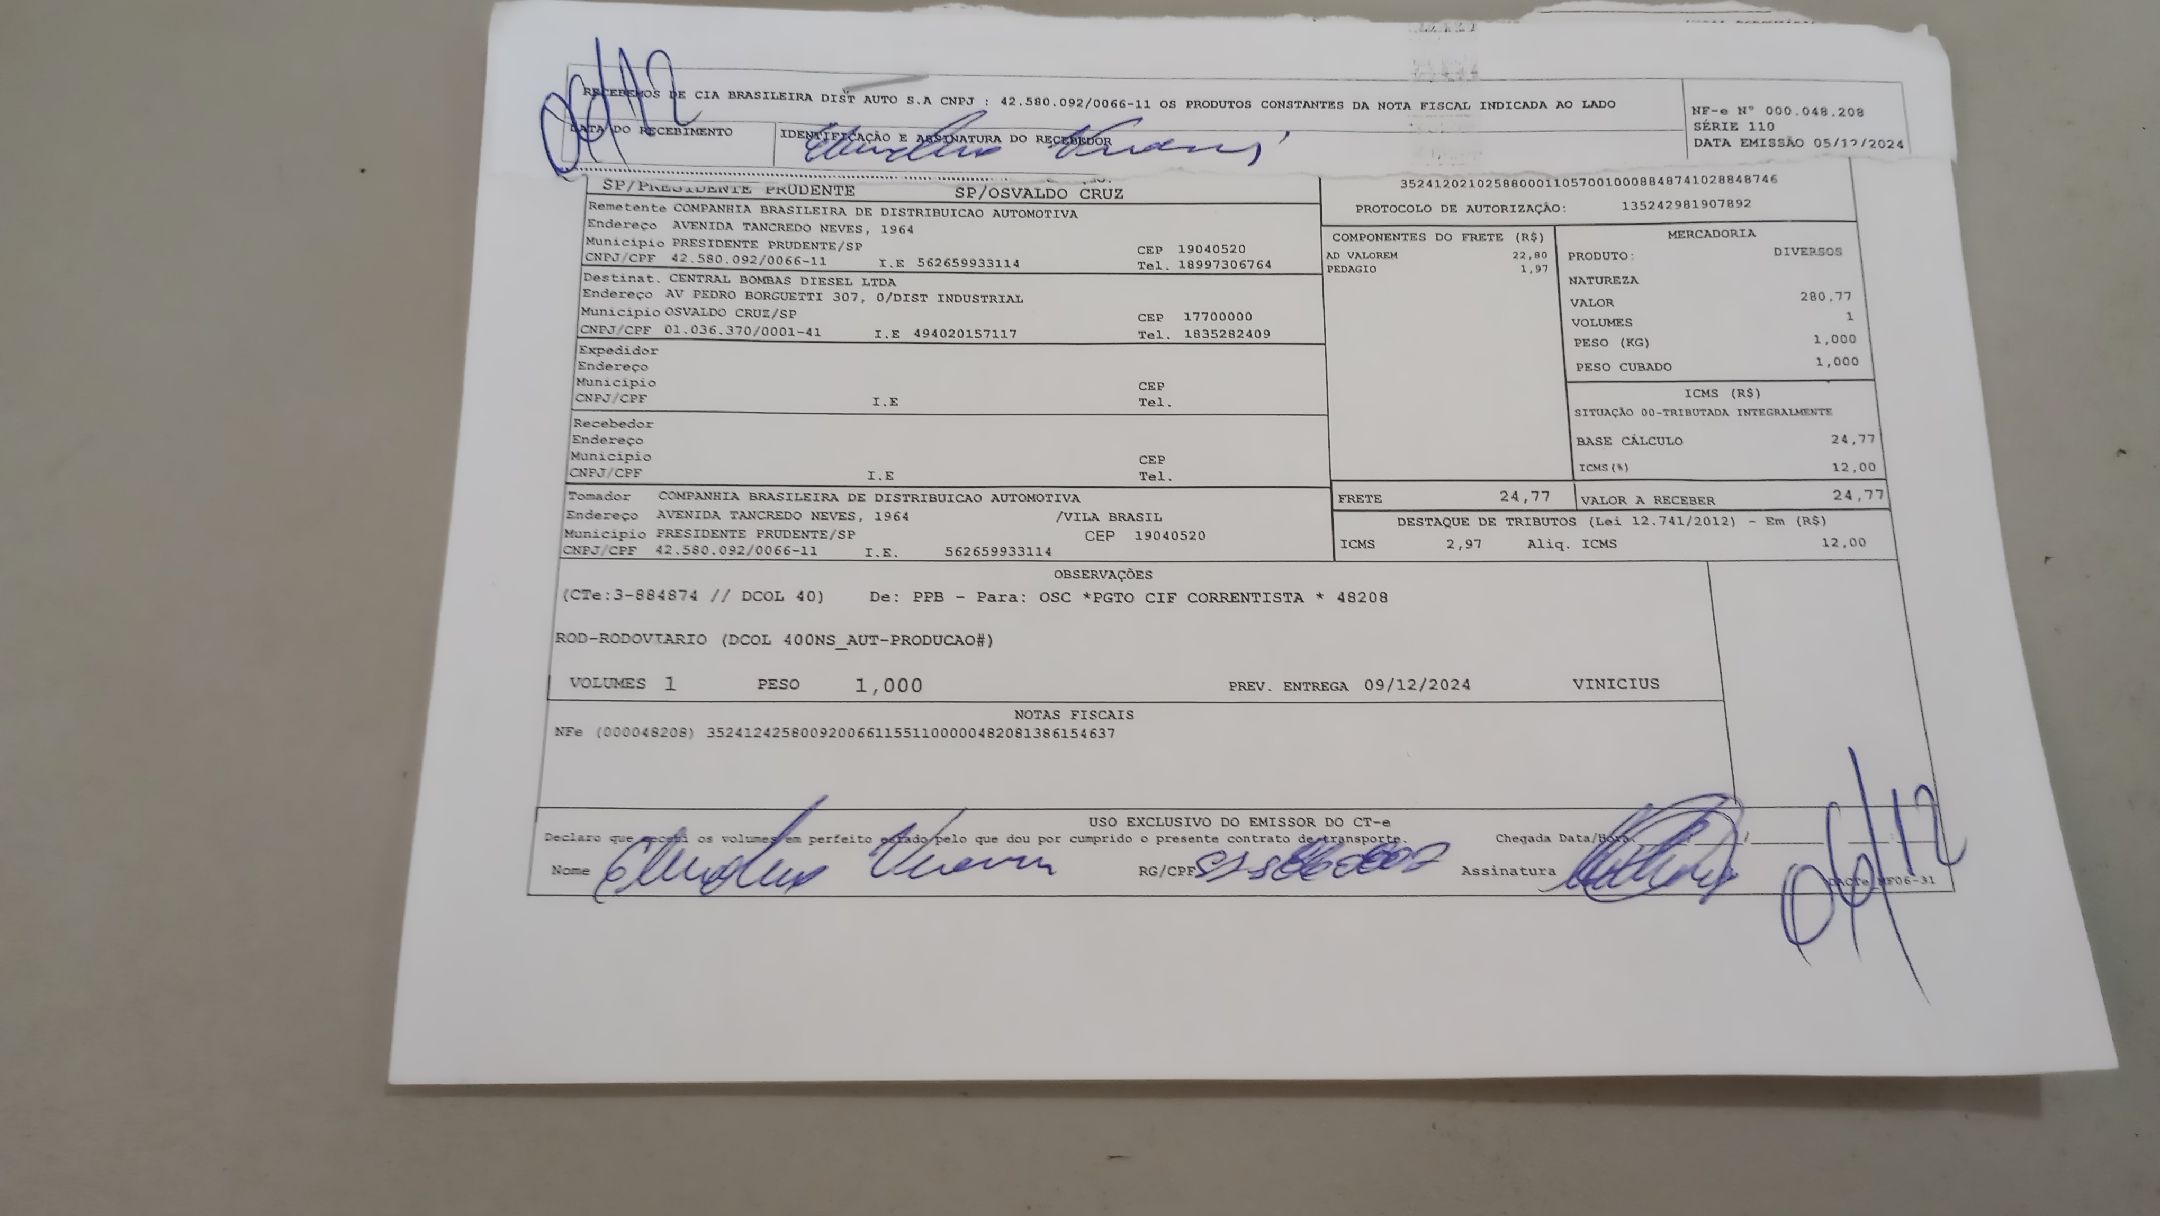 RECEBEMOS DE CIA BRASILEIRA DIST AUTO S.A CNPJ : 42.580.092/0066-11 OS PRODUTOS CONSTANTES DA NOTA FISCAL INDICADA AO LADO
NF-e Nº 000.048.208
SÉRIE 110
DATA EMISSÃO 05/12/2024
DATA DO RECEBIMENTO
IDENTIFICAÇÃO E ASSINATURA DO RECEBEDOR
SP/PRESIDENTE PRUDENTE SP/OSVALDO CRUZ
35241202102588000110570010008848741028848746
PROTOCOLO DE AUTORIZAÇÃO: 135242981907892
Remetente COMPANHIA BRASILEIRA DE DISTRIBUICAO AUTOMOTIVA
Endereço AVENIDA TANCREDO NEVES, 1964
Municipio PRESIDENTE PRUDENTE/SP CEP 19040520
CNPJ/CPF 42.580.092/0066-11 I.E 562659933114 Tel. 18997306764
Destinat. CENTRAL BOMBAS DIESEL LTDA
Endereço AV PEDRO BORGUETTI 307, 0/DIST INDUSTRIAL
Municipio OSVALDO CRUZ/SP CEP 17700000
CNPJ/CPF 01.036.370/0001-41 I.E 494020157117 Tel. 1835282409
Expedidor
Endereço
Municipio CEP
CNPJ/CPF I.E Tel.
Recebedor
Endereço
Municipio CEP
CNPJ/CPF I.E Tel.
Tomador COMPANHIA BRASILEIRA DE DISTRIBUICAO AUTOMOTIVA
Endereço AVENIDA TANCREDO NEVES, 1964 /VILA BRASIL
Municipio PRESIDENTE PRUDENTE/SP CEP 19040520
CNPJ/CPF 42.580.092/0066-11 I.E. 562659933114
COMPONENTES DO FRETE (R$)
AD VALOREM 22,80
PEDAGIO 1,97
MERCADORIA
PRODUTO: DIVERSOS
NATUREZA
VALOR 280,77
VOLUMES 1
PESO (KG) 1,000
PESO CUBADO 1,000
ICMS (R$)
SITUAÇÃO 00-TRIBUTADA INTEGRALMENTE
BASE CÁLCULO 24,77
ICMS(%) 12,00
FRETE 24,77 VALOR A RECEBER 24,77
DESTAQUE DE TRIBUTOS (Lei 12.741/2012) - Em (R$)
ICMS 2,97 Aliq. ICMS 12,00
OBSERVAÇÕES
(CTe:3-884874 // DCOL 40) De: PPB - Para: OSC *PGTO CIF CORRENTISTA * 48208
ROD-RODOVIARIO (DCOL 400NS_AUT-PRODUCAO#)
VOLUMES 1 PESO 1,000 PREV. ENTREGA 09/12/2024 VINICIUS
NOTAS FISCAIS
NFe (000048208) 35241242580092006611551100000482081386154637
USO EXCLUSIVO DO EMISSOR DO CT-e
Declaro que recebi os volumes em perfeito estado pelo que dou por cumprido o presente contrato de transporte. Chegada Data/Hora
Nome RG/CPF Assinatura
06/12